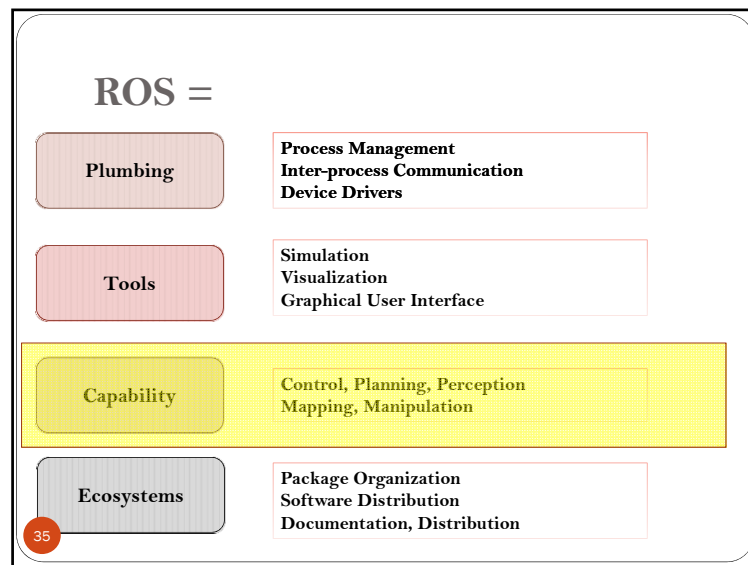 ROS =
Plumbing
Process Management
Inter-process Communication
Device Drivers
Tools
Simulation
Visualization
Graphical User Interface
Capability
Control, Planning, Perception
Mapping, Manipulation
Ecosystems
Package Organization
Software Distribution
Documentation, Distribution
35